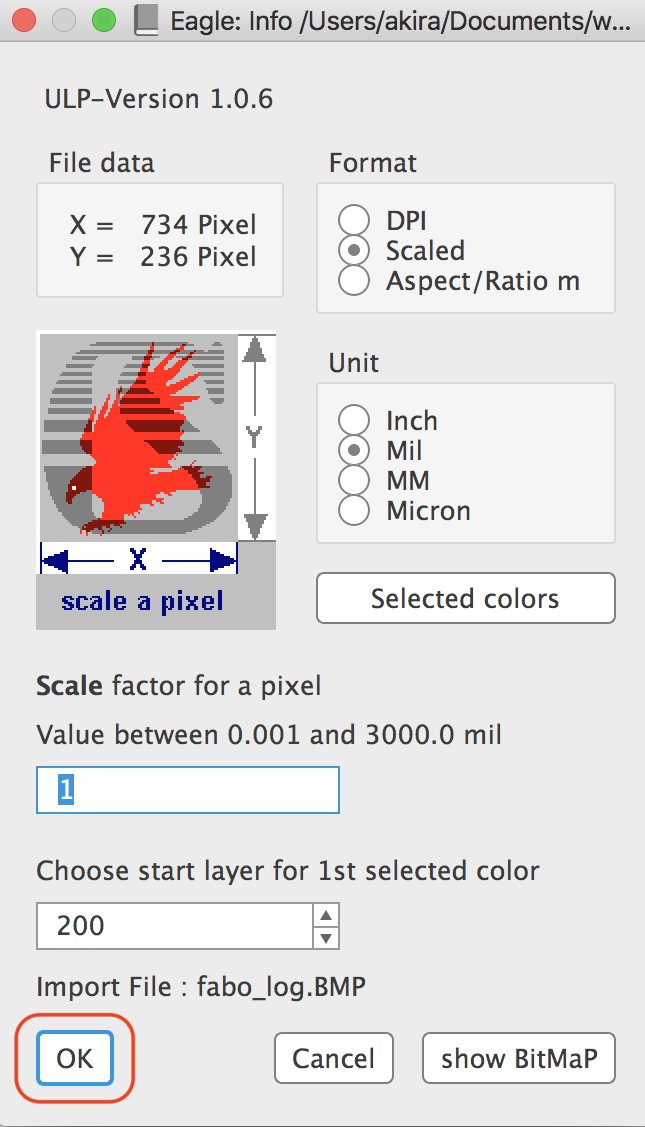 Eagle: Info /Users/akira/Documents/w...
ULP-Version 1.0.6
File data
X = 734 Pixel
Y = 236 Pixel
Format
DPI
Scaled
Aspect/Ratio m
Y
X
scale a pixel
Unit
Inch
Mil
MM
Micron
Selected colors
Scale factor for a pixel
Value between 0.001 and 3000.0 mil
1
Choose start layer for 1st selected color
200
Import File : fabo_log.BMP
OK
Cancel
show BitMaP